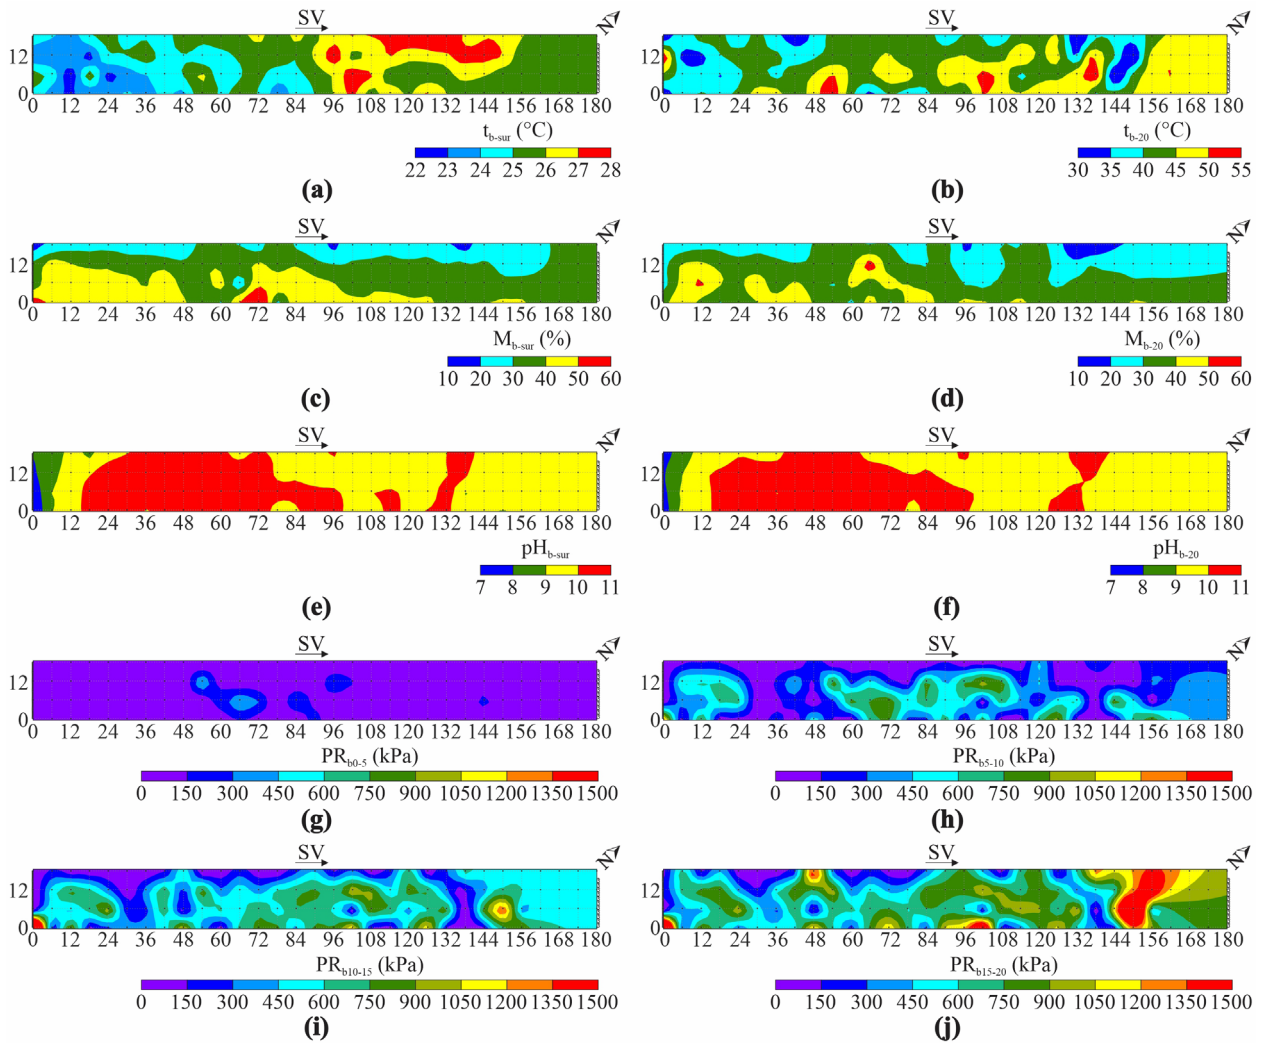 SV N SV N
12 12
0 0
0 12 24 36 48 60 72 84 96 108 120 132 144 156 168 180 0 12 24 36 48 60 72 84 96 108 120 132 144 156 168 180
t_b-sur (°C) t_b-20 (°C)
22 23 24 25 26 27 28 30 35 40 45 50 55
(a) (b)
SV N SV N
12 12
0 0
0 12 24 36 48 60 72 84 96 108 120 132 144 156 168 180 0 12 24 36 48 60 72 84 96 108 120 132 144 156 168 180
M_b-sur (%) M_b-20 (%)
10 20 30 40 50 60 10 20 30 40 50 60
(c) (d)
SV N SV N
12 12
0 0
0 12 24 36 48 60 72 84 96 108 120 132 144 156 168 180 0 12 24 36 48 60 72 84 96 108 120 132 144 156 168 180
pH_b-sur pH_b-20
7 8 9 10 11 7 8 9 10 11
(e) (f)
SV N SV N
12 12
0 0
0 12 24 36 48 60 72 84 96 108 120 132 144 156 168 180 0 12 24 36 48 60 72 84 96 108 120 132 144 156 168 180
PR_b0-5 (kPa) PR_b5-10 (kPa)
0 150 300 450 600 750 900 1050 1200 1350 1500 0 150 300 450 600 750 900 1050 1200 1350 1500
(g) (h)
SV N SV N
12 12
0 0
0 12 24 36 48 60 72 84 96 108 120 132 144 156 168 180 0 12 24 36 48 60 72 84 96 108 120 132 144 156 168 180
PR_b10-15 (kPa) PR_b15-20 (kPa)
0 150 300 450 600 750 900 1050 1200 1350 1500 0 150 300 450 600 750 900 1050 1200 1350 1500
(i) (j)